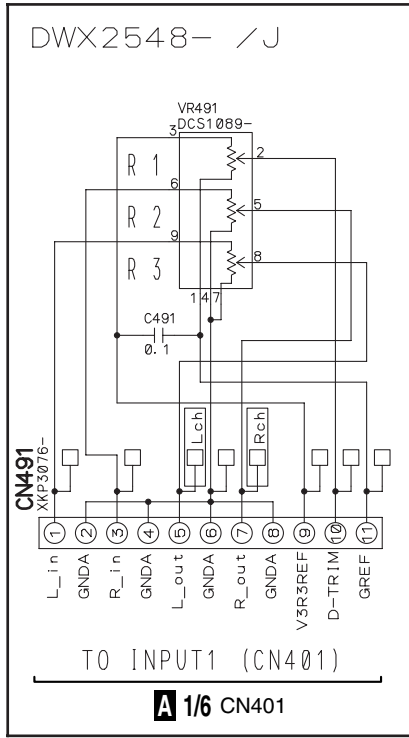 DWX2548- /J
VR491
DCS1089-
3
R 1
2
6
R 2
5
9
R 3
8
1 4 7
C491
0.1
Lch
Rch
CN491
XKP3076-
1 2 3 4 5 6 7 8 9 10 11
L_in
GNDA
R_in
GNDA
L_out
GNDA
R_out
GNDA
V3R3REF
D-TRIM
GREF
TO INPUT1 (CN401)
A 1/6 CN401